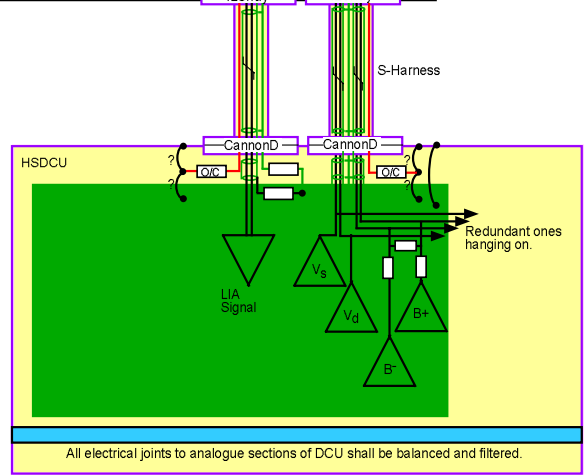 S-Harness
CannonD
CannonD
HSDCU
?
O/C
?
?
O/C
?
Redundant ones
hanging on.
Vs
LIA
Signal
Vd
B+
B-
All electrical joints to analogue sections of DCU shall be balanced and filtered.